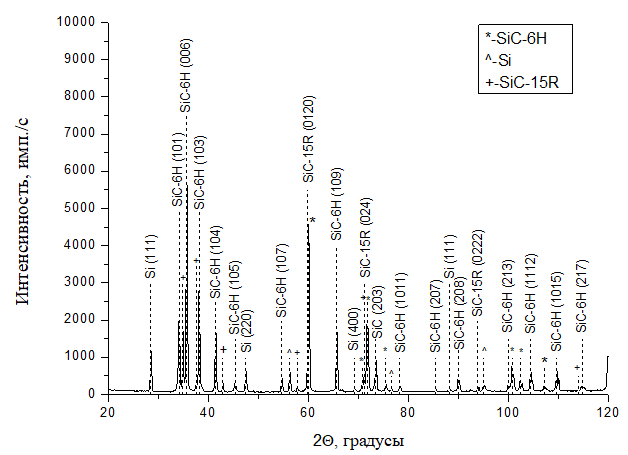 Интенсивность, имп./с
10000
9000
8000
7000
6000
5000
4000
3000
2000
1000
0
Si (111)
SiC-6H (101)
+
SiC-6H (006)
+
SiC-6H (103)
SiC-6H (104)
+
SiC-6H (105)
Si (220)
SiC-6H (107)
^
+
SiC-15R (0120)
*
SiC-6H (109)
Si (400)
*
+
SiC-15R (024)
SiC (203)
*
^
SiC-6H (1011)
SiC-6H (207)
Si (111)
SiC-6H (208)
SiC-15R (0222)
^
SiC-6H (213)
*
*
SiC-6H (1112)
*
SiC-6H (1015)
+
SiC-6H (217)
*-SiC-6H
^-Si
+-SiC-15R
20 40 60 80 100 120
2Θ, градусы